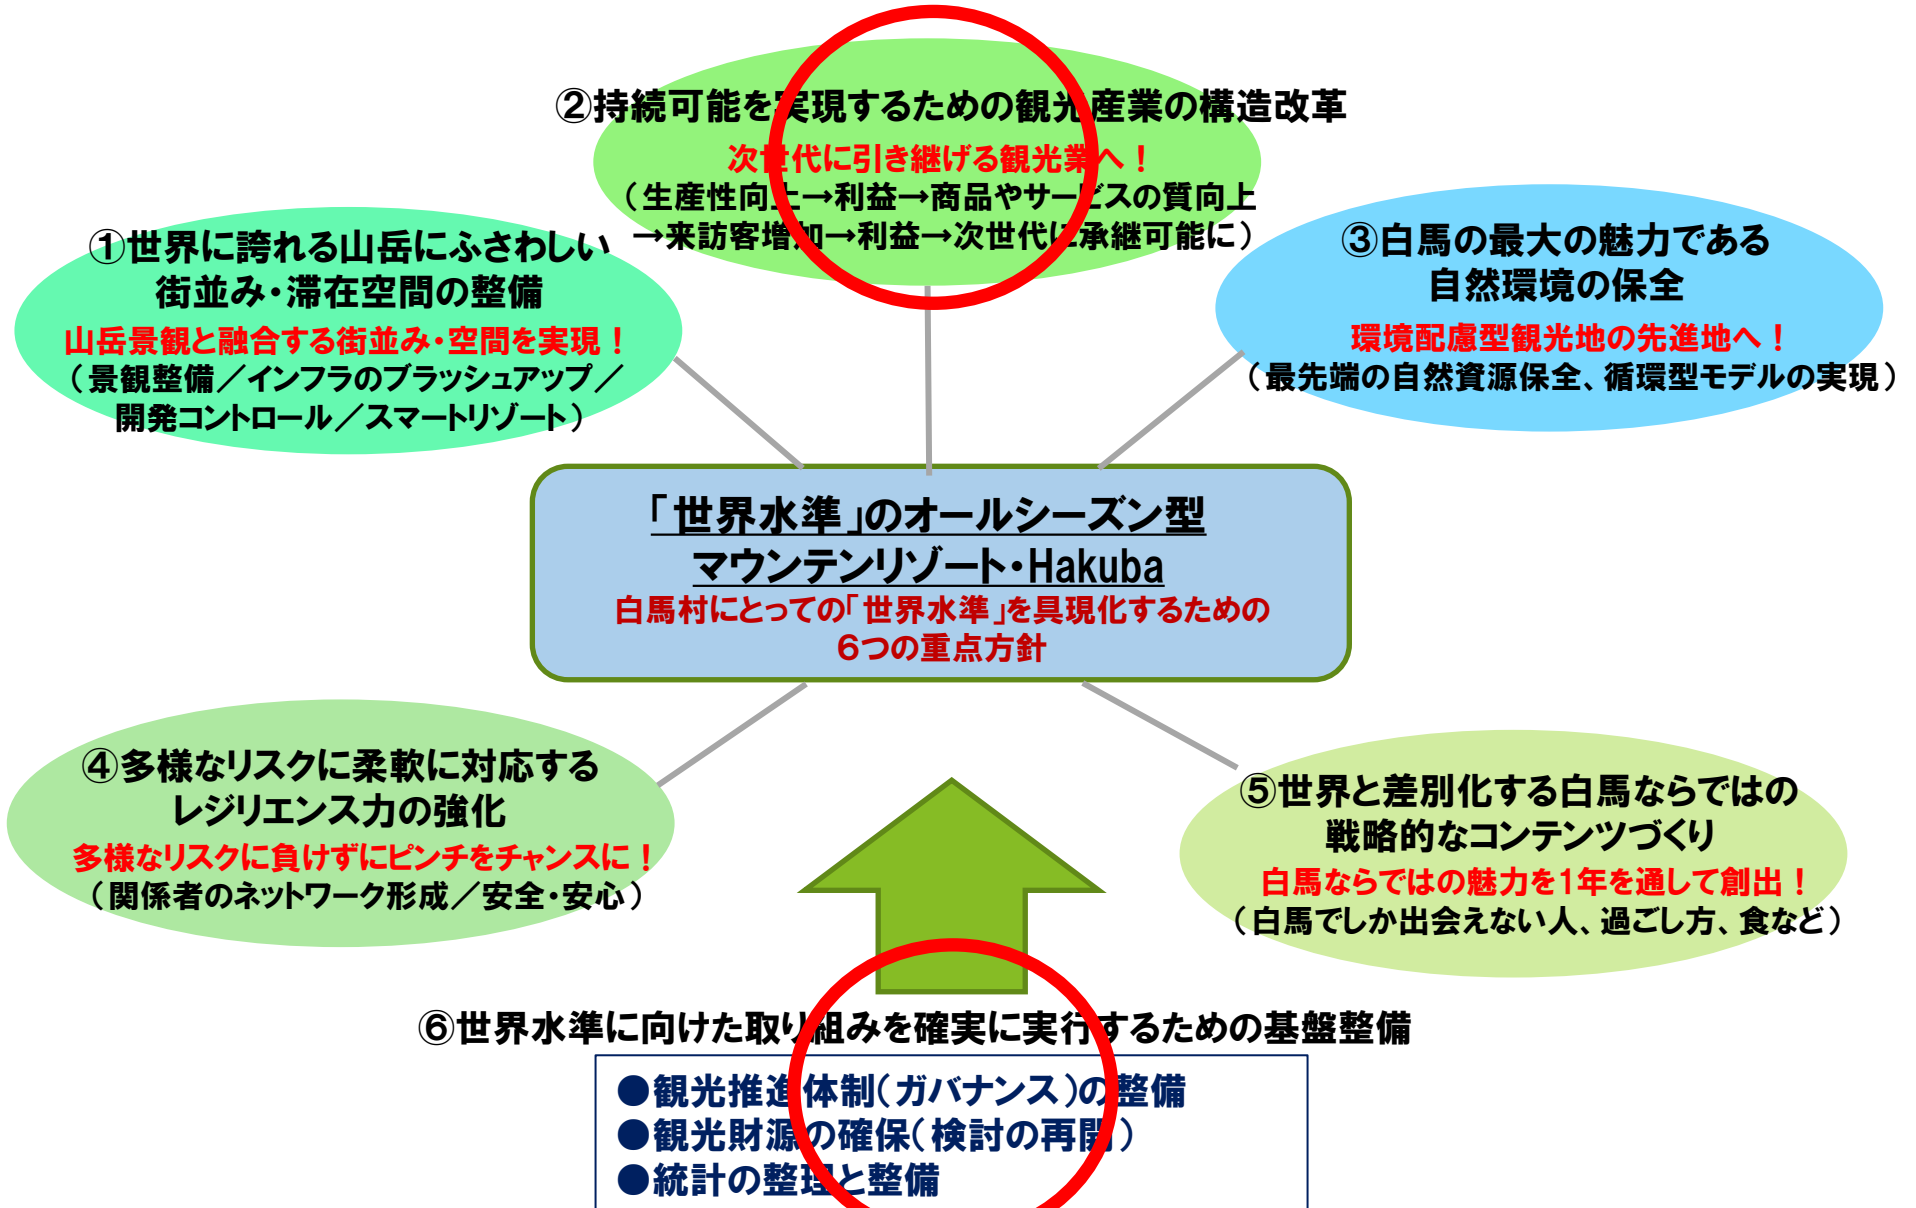 ②持続可能を実現するための観光産業の構造改革
次世代に引き継げる観光業へ！
（生産性向上→利益→商品やサービスの質向上
→来訪客増加→利益→次世代に承継可能に）
①世界に誇れる山岳にふさわしい
街並み・滞在空間の整備
山岳景観と融合する街並み・空間を実現！
（景観整備／インフラのブラッシュアップ／
開発コントロール／スマートリゾート）
③白馬の最大の魅力である
自然環境の保全
環境配慮型観光地の先進地へ！
（最先端の自然資源保全、循環型モデルの実現）
「世界水準」のオールシーズン型
マウンテンリゾート・Hakuba
白馬村にとっての「世界水準」を具現化するための
６つの重点方針
④多様なリスクに柔軟に対応する
レジリエンス力の強化
多様なリスクに負けずにピンチをチャンスに！
（関係者のネットワーク形成／安全・安心）
⑤世界と差別化する白馬ならではの
戦略的なコンテンツづくり
白馬ならではの魅力を1年を通して創出！
（白馬でしか出会えない人、過ごし方、食など）
⑥世界水準に向けた取り組みを確実に実行するための基盤整備
●観光推進体制（ガバナンス）の整備
●観光財源の確保（検討の再開）
●統計の整理と整備